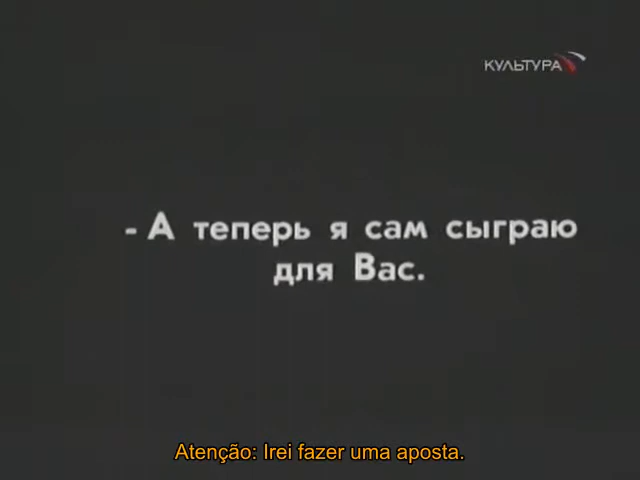 КУЛЬТУРА
- А теперь я сам сыграю
для Вас.
Atenção: Irei fazer uma aposta.